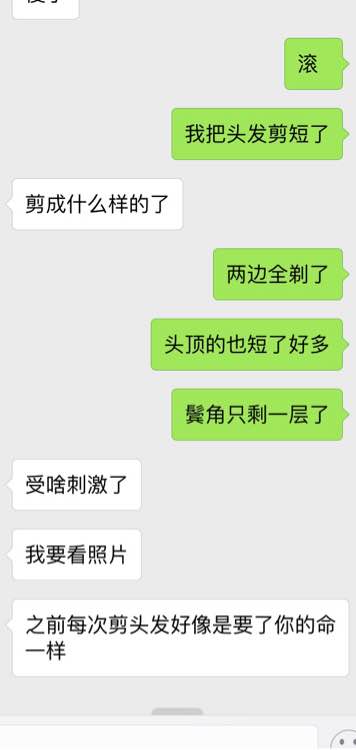 滚
我把头发剪短了
剪成什么样的了
两边全剃了
头顶的也短了好多
鬓角只剩一层了
受啥刺激了
我要看照片
之前每次剪头发好像是要了你的命
一样